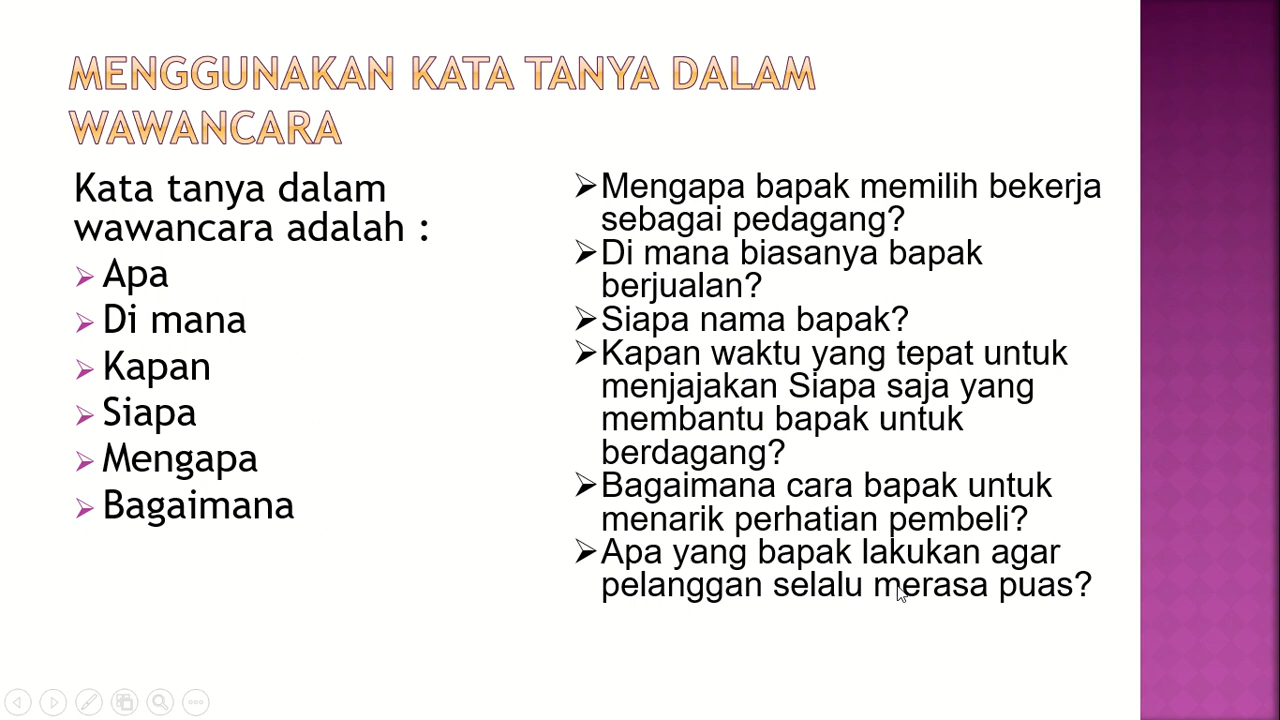 MENGGUNAKAN KATA TANYA DALAM
WAWANCARA
Kata tanya dalam
wawancara adalah :
Apa
Di mana
Kapan
Siapa
Mengapa
Bagaimana
Mengapa bapak memilih bekerja
sebagai pedagang?
Di mana biasanya bapak
berjualan?
Siapa nama bapak?
Kapan waktu yang tepat untuk
menjajakan Siapa saja yang
membantu bapak untuk
berdagang?
Bagaimana cara bapak untuk
menarik perhatian pembeli?
Apa yang bapak lakukan agar
pelanggan selalu merasa puas?